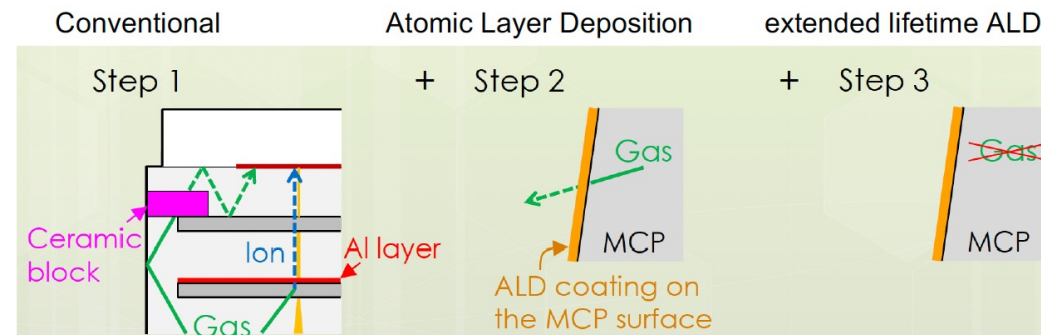 Conventional
Atomic Layer Deposition
extended lifetime ALD
Step 1
+ Step 2
+ Step 3
Ceramic
block
Ion
Al layer
Gas
Gas
MCP
ALD coating on
the MCP surface
Gas
MCP